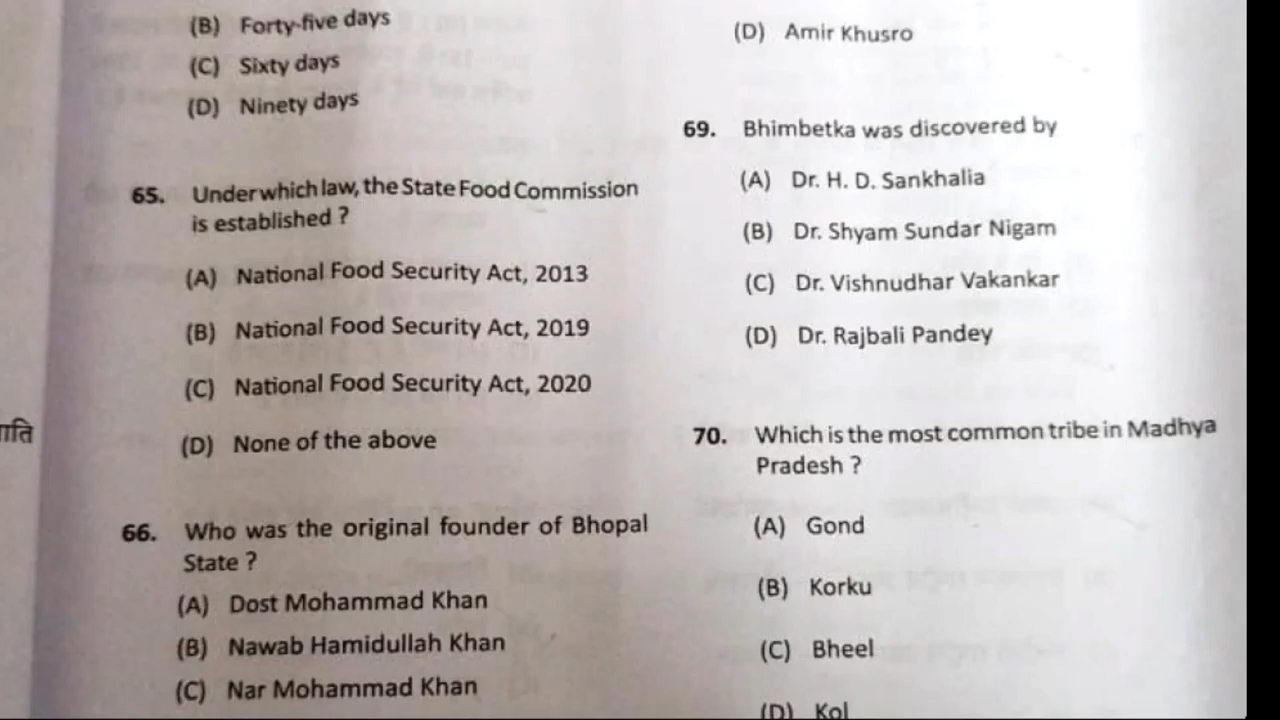 (B) Forty-five days
(C) Sixty days
(D) Ninety days
65. Under which law, the State Food Commission
is established ?
(A) National Food Security Act, 2013
(B) National Food Security Act, 2019
(C) National Food Security Act, 2020
(D) None of the above
66. Who was the original founder of Bhopal
State ?
(A) Dost Mohammad Khan
(B) Nawab Hamidullah Khan
(C) Nar Mohammad Khan
(D) Amir Khusro
69. Bhimbetka was discovered by
(A) Dr. H. D. Sankhalia
(B) Dr. Shyam Sundar Nigam
(C) Dr. Vishnudhar Vakankar
(D) Dr. Rajbali Pandey
70. Which is the most common tribe in Madhya
Pradesh ?
(A) Gond
(B) Korku
(C) Bheel
(D) Kol